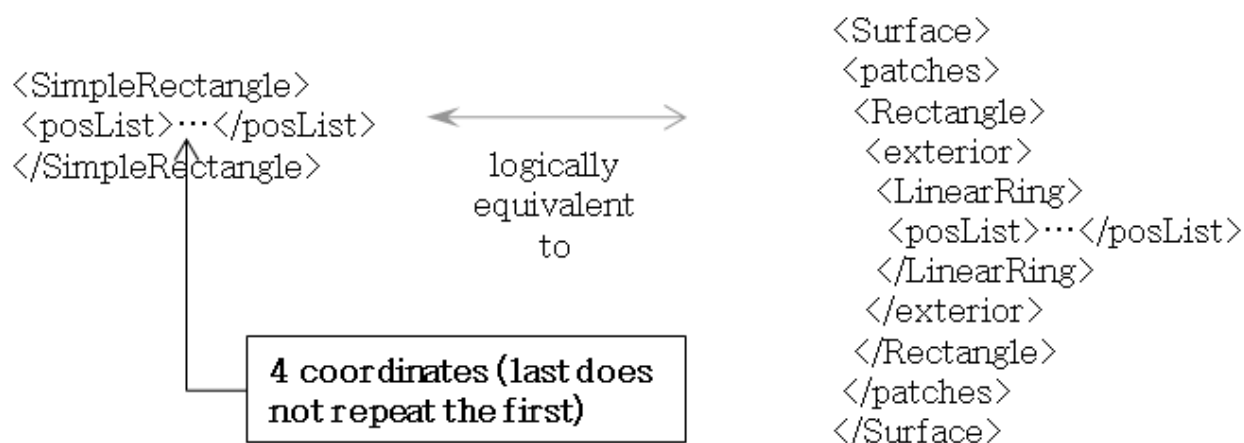 <SimpleRectangle>
<posList>⋯</posList>
</SimpleRectangle>
logically
equivalent
to
4 coordinates (last does
not repeat the first)
<Surface>
<patches>
<Rectangle>
<exterior>
<LinearRing>
<posList>⋯</posList>
</LinearRing>
</exterior>
</Rectangle>
</patches>
</Surface>